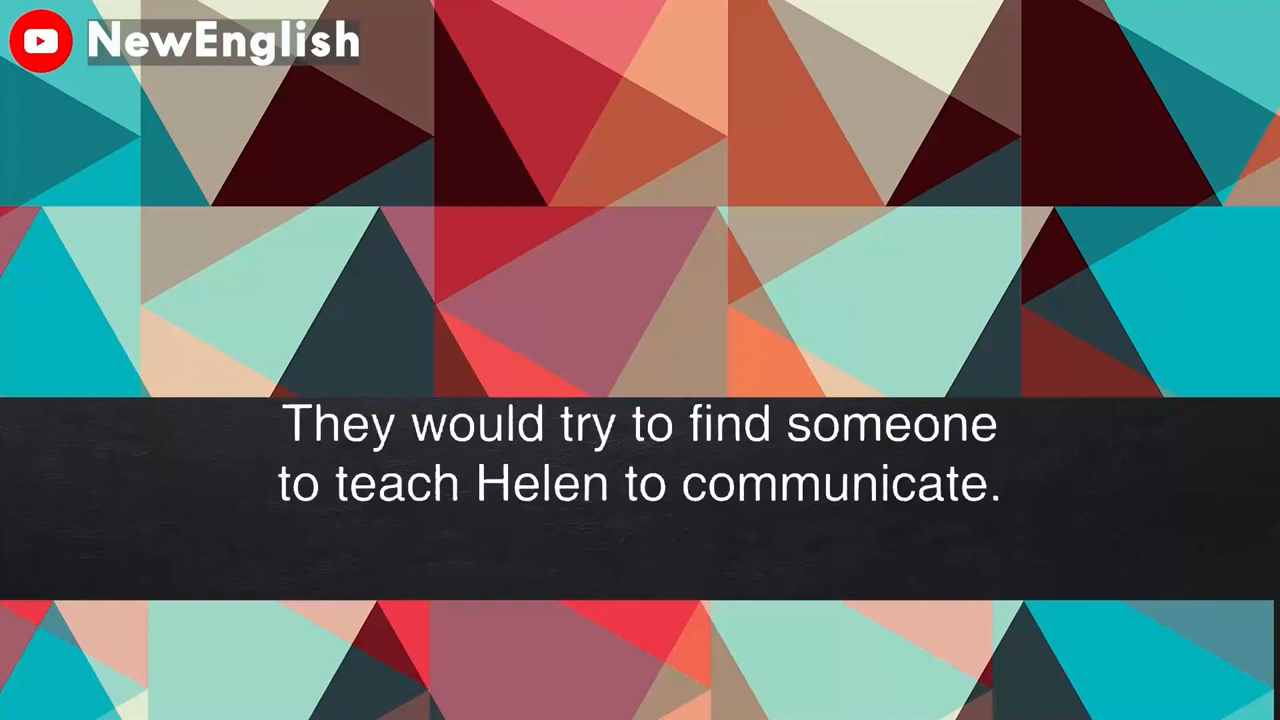 NewEnglish
They would try to find someone
to teach Helen to communicate.